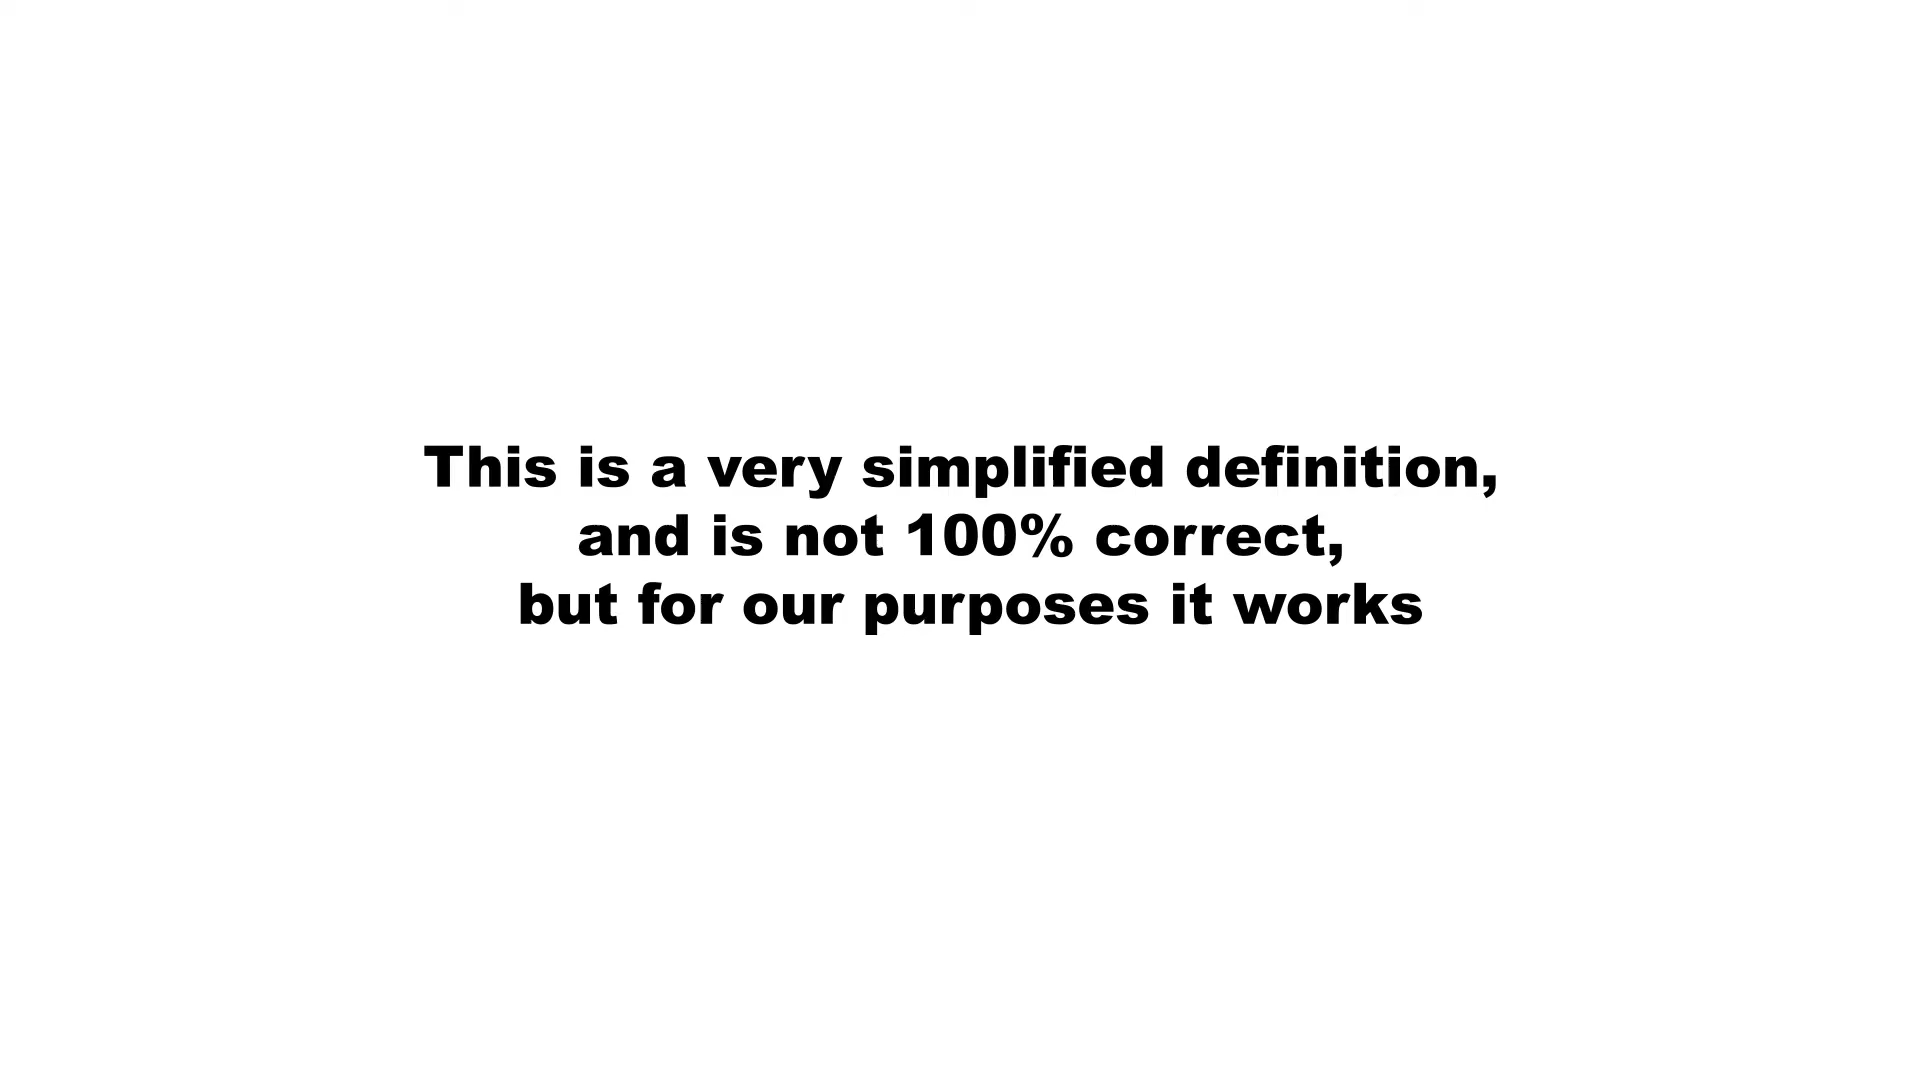 This is a very simplified definition,
and is not 100% correct,
but for our purposes it works